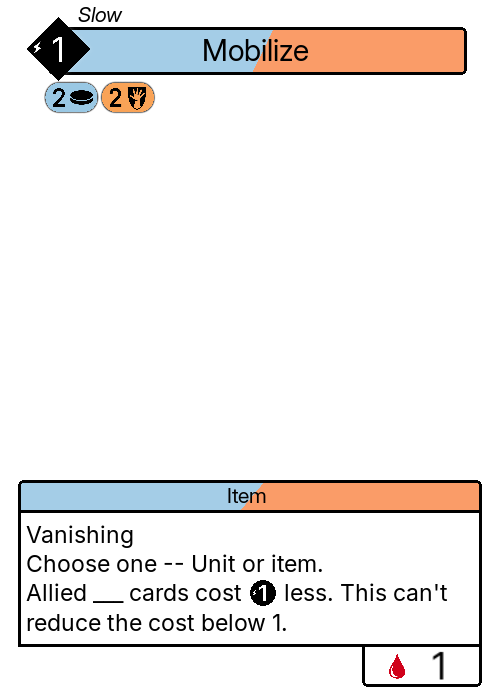 Slow
1 Mobilize
2 2
Item
Vanishing
Choose one -- Unit or item.
Allied ___ cards cost 1 less. This can't
reduce the cost below 1.
1